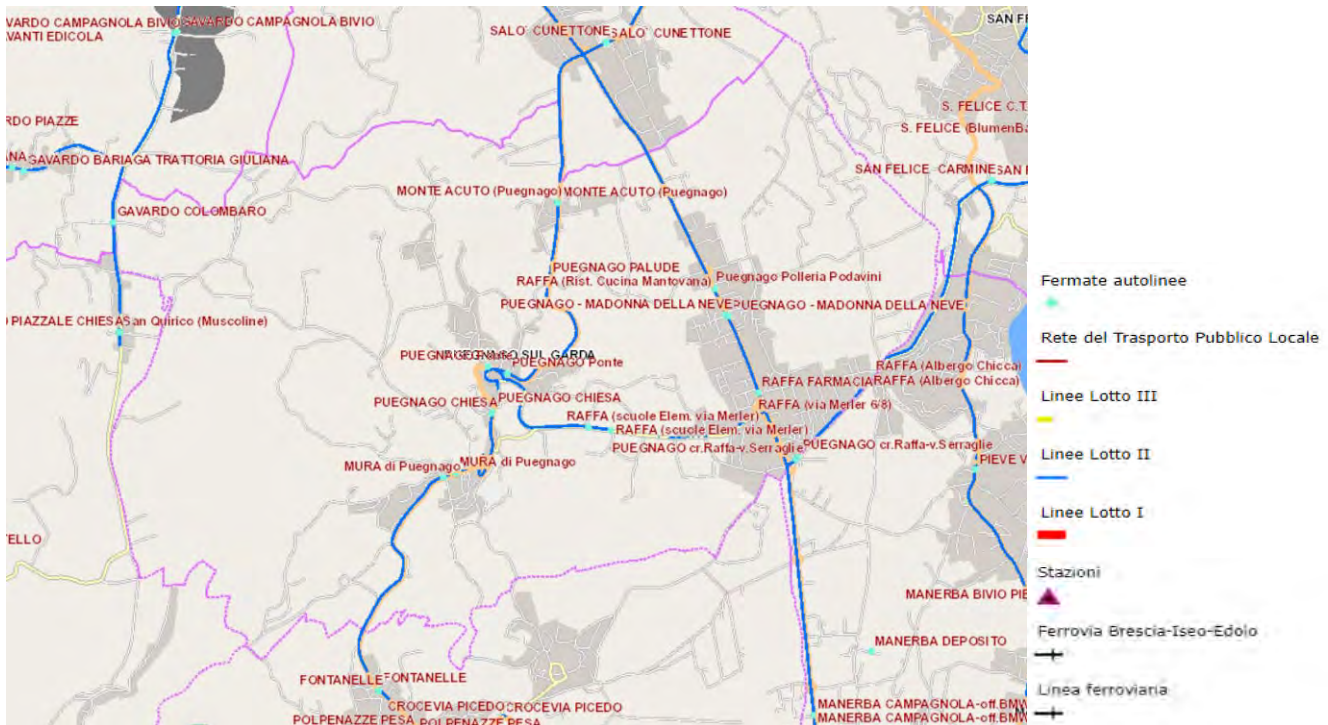 VARDO CAMPAGNOLA BIVIO GAVARDO CAMPAGNOLA BIVIO
VANTI EDICOLA
SALO' CUNETTONE SALO' CUNETTONE
SAN F
RDO PIAZZE
S. FELICE C.T.
S. FELICE (BlumenBa
ANA GAVARDO BARIAGA TRATTORIA GIULIANA
SAN FELICE CARMINE SAN
MONTE ACUTO (Puegnago) MONTE ACUTO (Puegnago)
GAVARDO COLOMBARO
PUEGNAGO PALUDE
RAFFA (Rist. Cucina Mantovana) Puegnago Polleria Podavini
PUEGNAGO - MADONNA DELLA NEVE PUEGNAGO - MADONNA DELLA NEVE
O PIAZZALE CHIESA San Quirico (Muscoline)
SUL GARDA
PUEGNAGO Ponte
RAFFA (Albergo Chicca)
RAFFA FARMACIA RAFFA (Albergo Chicca)
PUEGNAGO CHIESA PUEGNAGO CHIESA
RAFFA (via Merler 6/8)
RAFFA (scuole Elem. via Merler)
RAFFA (scuole Elem. via Merler)
PUEGNAGO cr.Raffa-v.Serraglie PUEGNAGO cr.Raffa-v.Serraglie
MURA di Puegnago MURA di Puegnago
PIEVE V
TELLO
MANERBA BIVIO PIE
MANERBA DEPOSITO
FONTANELLE FONTANELLE
CROCEVIA PICEDO CROCEVIA PICEDO
MANERBA CAMPAGNOLA-off.BMW
POLPENAZZE PESA POLPENAZZE PESA
MANERBA CAMPAGNOLA-off.BMW
Fermate autolinee
Rete del Trasporto Pubblico Locale
Linee Lotto III
Linee Lotto II
Linee Lotto I
Stazioni
Ferrovia Brescia-Iseo-Edolo
Linea ferroviaria